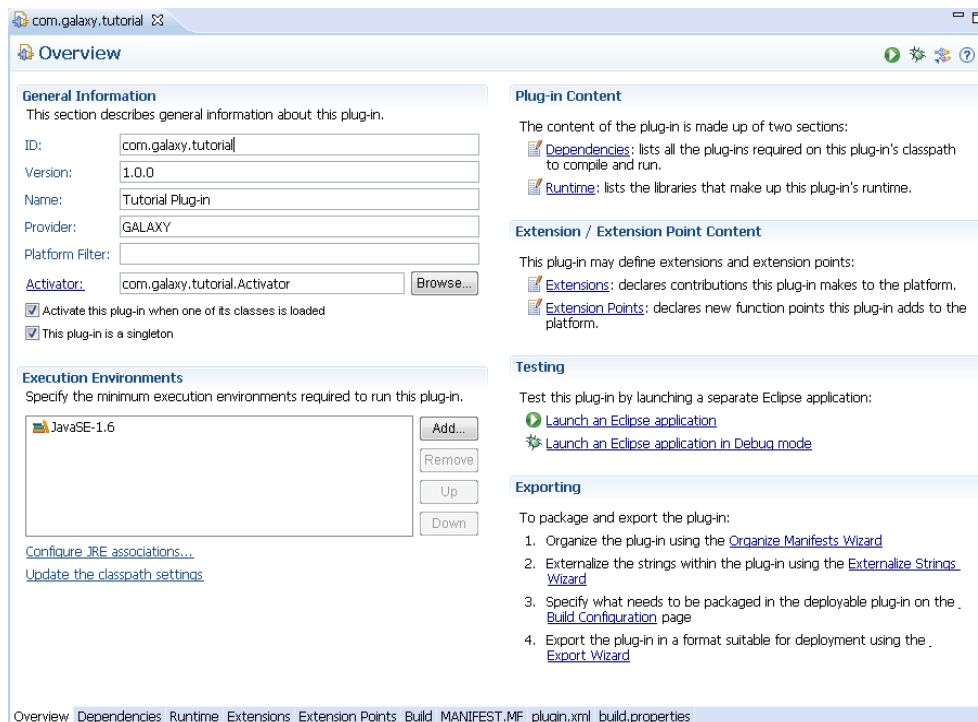 com.galaxy.tutorial
Overview
General Information
This section describes general information about this plug-in.
ID: com.galaxy.tutorial
Version: 1.0.0
Name: Tutorial Plug-in
Provider: GALAXY
Platform Filter:
Activator: com.galaxy.tutorial.Activator Browse...
Activate this plug-in when one of its classes is loaded
This plug-in is a singleton
Execution Environments
Specify the minimum execution environments required to run this plug-in.
JavaSE-1.6
Add...
Remove
Up
Down
Configure JRE associations...
Update the classpath settings
Plug-in Content
The content of the plug-in is made up of two sections:
Dependencies: lists all the plug-ins required on this plug-in's classpath
to compile and run.
Runtime: lists the libraries that make up this plug-in's runtime.
Extension / Extension Point Content
This plug-in may define extensions and extension points:
Extensions: declares contributions this plug-in makes to the platform.
Extension Points: declares new function points this plug-in adds to the
platform.
Testing
Test this plug-in by launching a separate Eclipse application:
Launch an Eclipse application
Launch an Eclipse application in Debug mode
Exporting
To package and export the plug-in:
1. Organize the plug-in using the Organize Manifests Wizard
2. Externalize the strings within the plug-in using the Externalize Strings
Wizard
3. Specify what needs to be packaged in the deployable plug-in on the
Build Configuration page
4. Export the plug-in in a format suitable for deployment using the
Export Wizard
Overview Dependencies Runtime Extensions Extension Points Build MANIFEST.MF plugin.xml build.properties